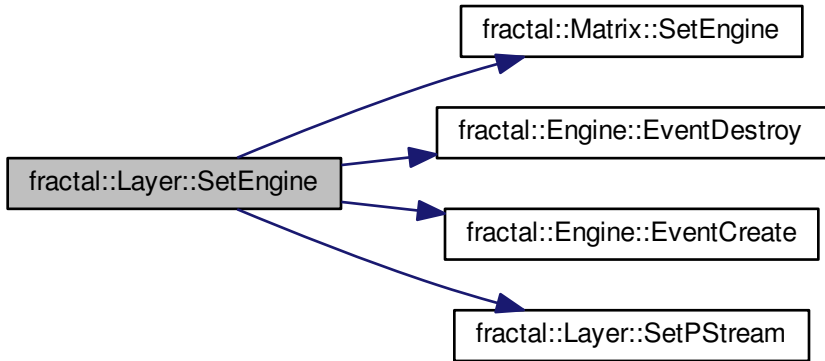 fractal::Matrix::SetEngine
fractal::Engine::EventDestroy
fractal::Layer::SetEngine
fractal::Engine::EventCreate
fractal::Layer::SetPStream